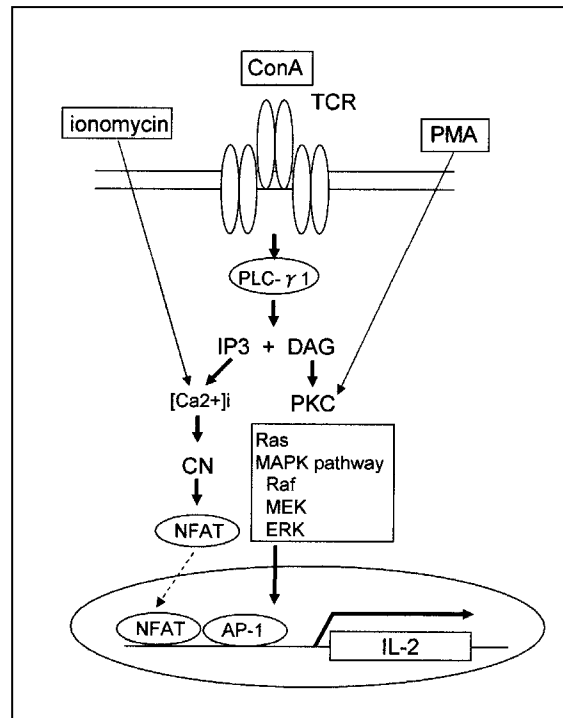 ConA
TCR
ionomycin
PMA
PLC-γ1
IP3 + DAG
[Ca2+]i
PKC
CN
NFAT
Ras
MAPK pathway
Raf
MEK
ERK
NFAT
AP-1
IL-2